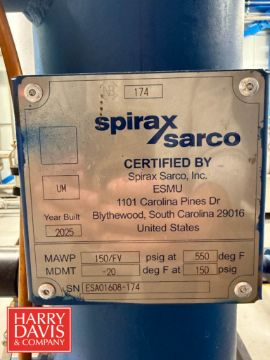 NB 174
spirax
sarco
CERTIFIED BY
Spirax Sarco, Inc.
ESMU
1101 Carolina Pines Dr
Blythewood, South Carolina 29016
United States
UM
Year Built
2025
MAWP 150/FV psig at 550 deg F
MDMT -20 deg F at 150 psig
SN ESA01608-174
HARRY
DAVIS
& COMPANY